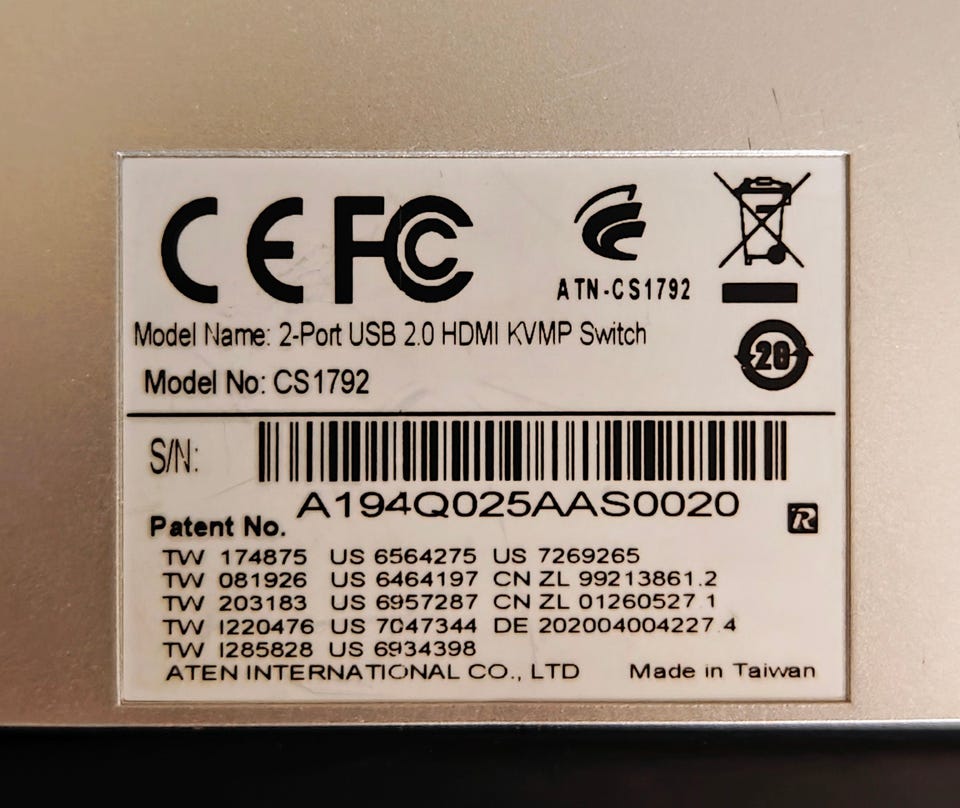 CE FC
ATN-CS1792
Model Name: 2-Port USB 2.0 HDMI KVMP Switch
20
Model No: CS1792
S/N:
A194Q025AAS0020
R
Patent No.
TW 174875 US 6564275 US 7269265
TW 081926 US 6464197 CN ZL 99213861.2
TW 203183 US 6957287 CN ZL 01260527.1
TW I220476 US 7047344 DE 202004004227.4
TW I285828 US 6934398
ATEN INTERNATIONAL CO., LTD Made in Taiwan